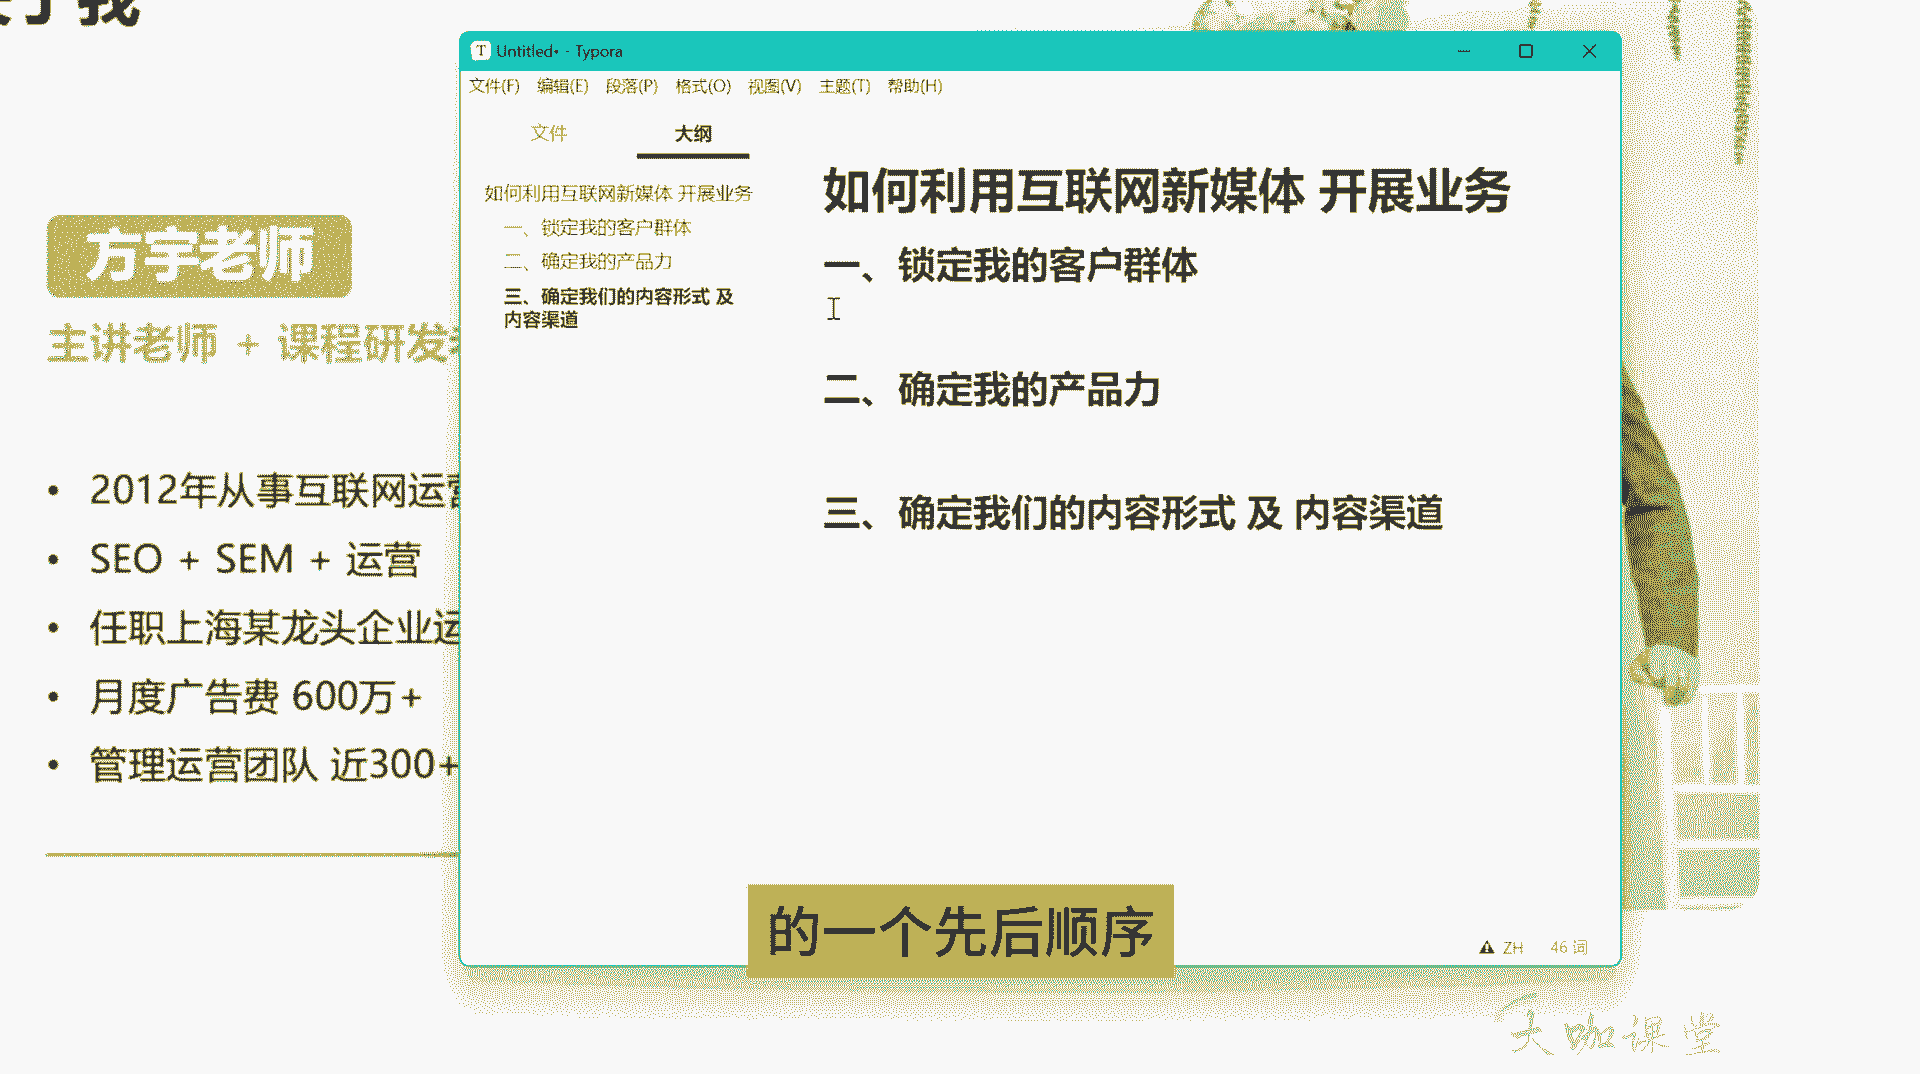 了我
方宇老师
主讲老师 + 课程研发
2012年从事互联网运营
SEO + SEM + 运营
任职上海某龙头企业运
月度广告费 600万+
管理运营团队 近300+
T Untitled• - Typora
文件(F) 编辑(E) 段落(P) 格式(O) 视图(V) 主题(T) 帮助(H)
文件 大纲
如何利用互联网新媒体 开展业务
一、锁定我的客户群体
二、确定我的产品力
三、确定我们的内容形式 及
内容渠道
如何利用互联网新媒体 开展业务
一、锁定我的客户群体
二、确定我的产品力
三、确定我们的内容形式 及 内容渠道
ZH 46 词
的一个先后顺序
大咖课堂